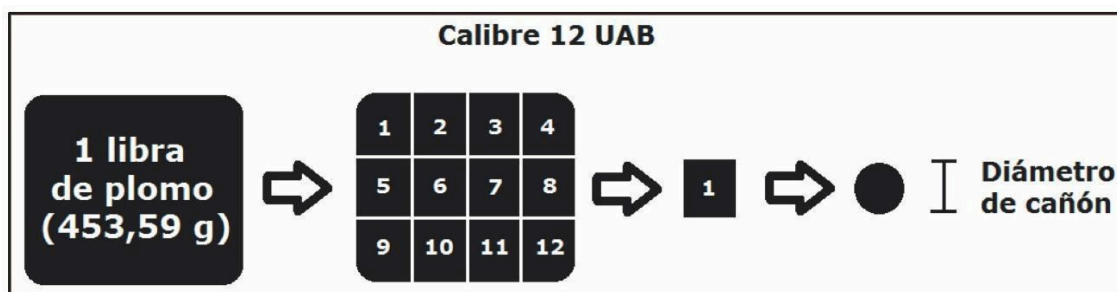 Calibre 12 UAB
1 libra
de plomo
(453,59 g)
1 2 3 4
5 6 7 8
9 10 11 12
1
Diámetro
de cañón